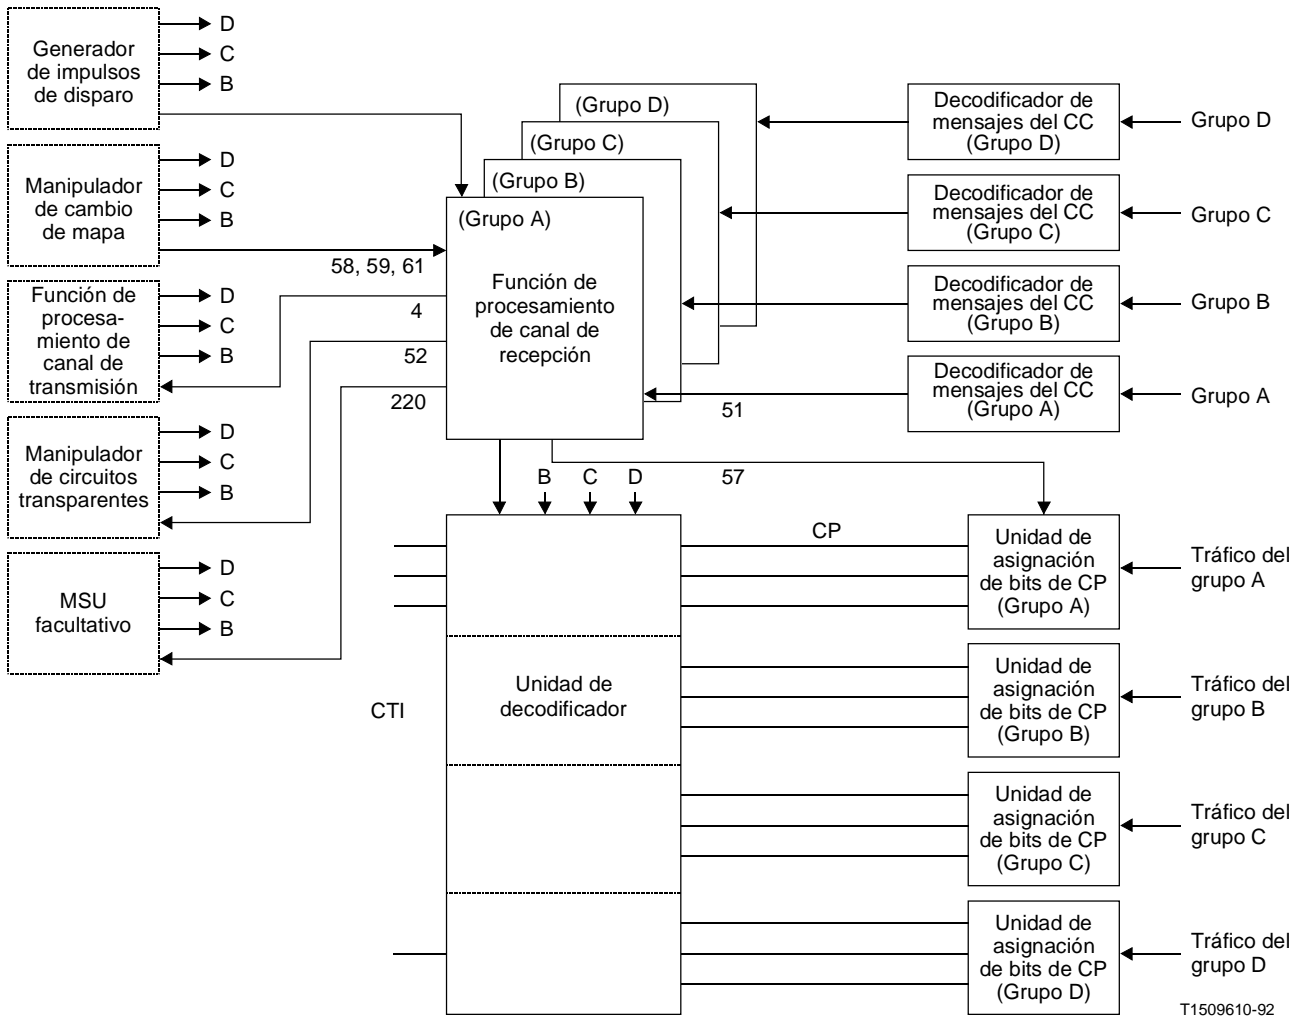 Generador
de impulsos
de disparo
D
C
B
Manipulador
de cambio
de mapa
D
C
B
58, 59, 61
Función de
procesa-
miento de
canal de
transmisión
D
C
B
4
52
220
Manipulador
de circuitos
transparentes
D
C
B
MSU
facultativo
D
C
B
(Grupo D)
(Grupo C)
(Grupo B)
(Grupo A)
Función de
procesamiento
de canal de
recepción
Decodificador de
mensajes del CC
(Grupo D)
Grupo D
Decodificador de
mensajes del CC
(Grupo C)
Grupo C
Decodificador de
mensajes del CC
(Grupo B)
Grupo B
Decodificador de
mensajes del CC
(Grupo A)
Grupo A
51
57
B C D
CTI
Unidad de
decodificador
CP
Unidad de
asignación
de bits de CP
(Grupo A)
Tráfico del
grupo A
Unidad de
asignación
de bits de CP
(Grupo B)
Tráfico del
grupo B
Unidad de
asignación
de bits de CP
(Grupo C)
Tráfico del
grupo C
Unidad de
asignación
de bits de CP
(Grupo D)
Tráfico del
grupo D
T1509610-92